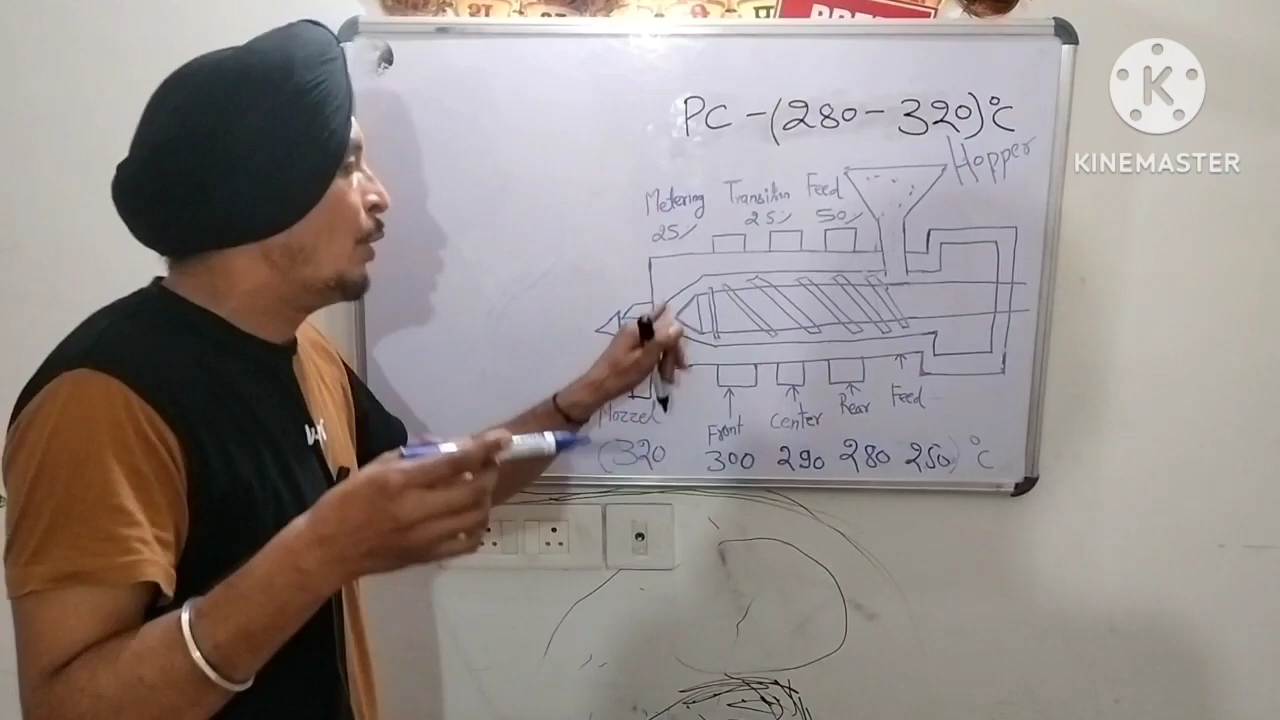 PC - (280 - 320)°C
Hopper
Metering Transition Feed
25% 25% 50%
Nozzel Front Center Rear Feed
(320 300 290 280 250)°C
KINEMASTER